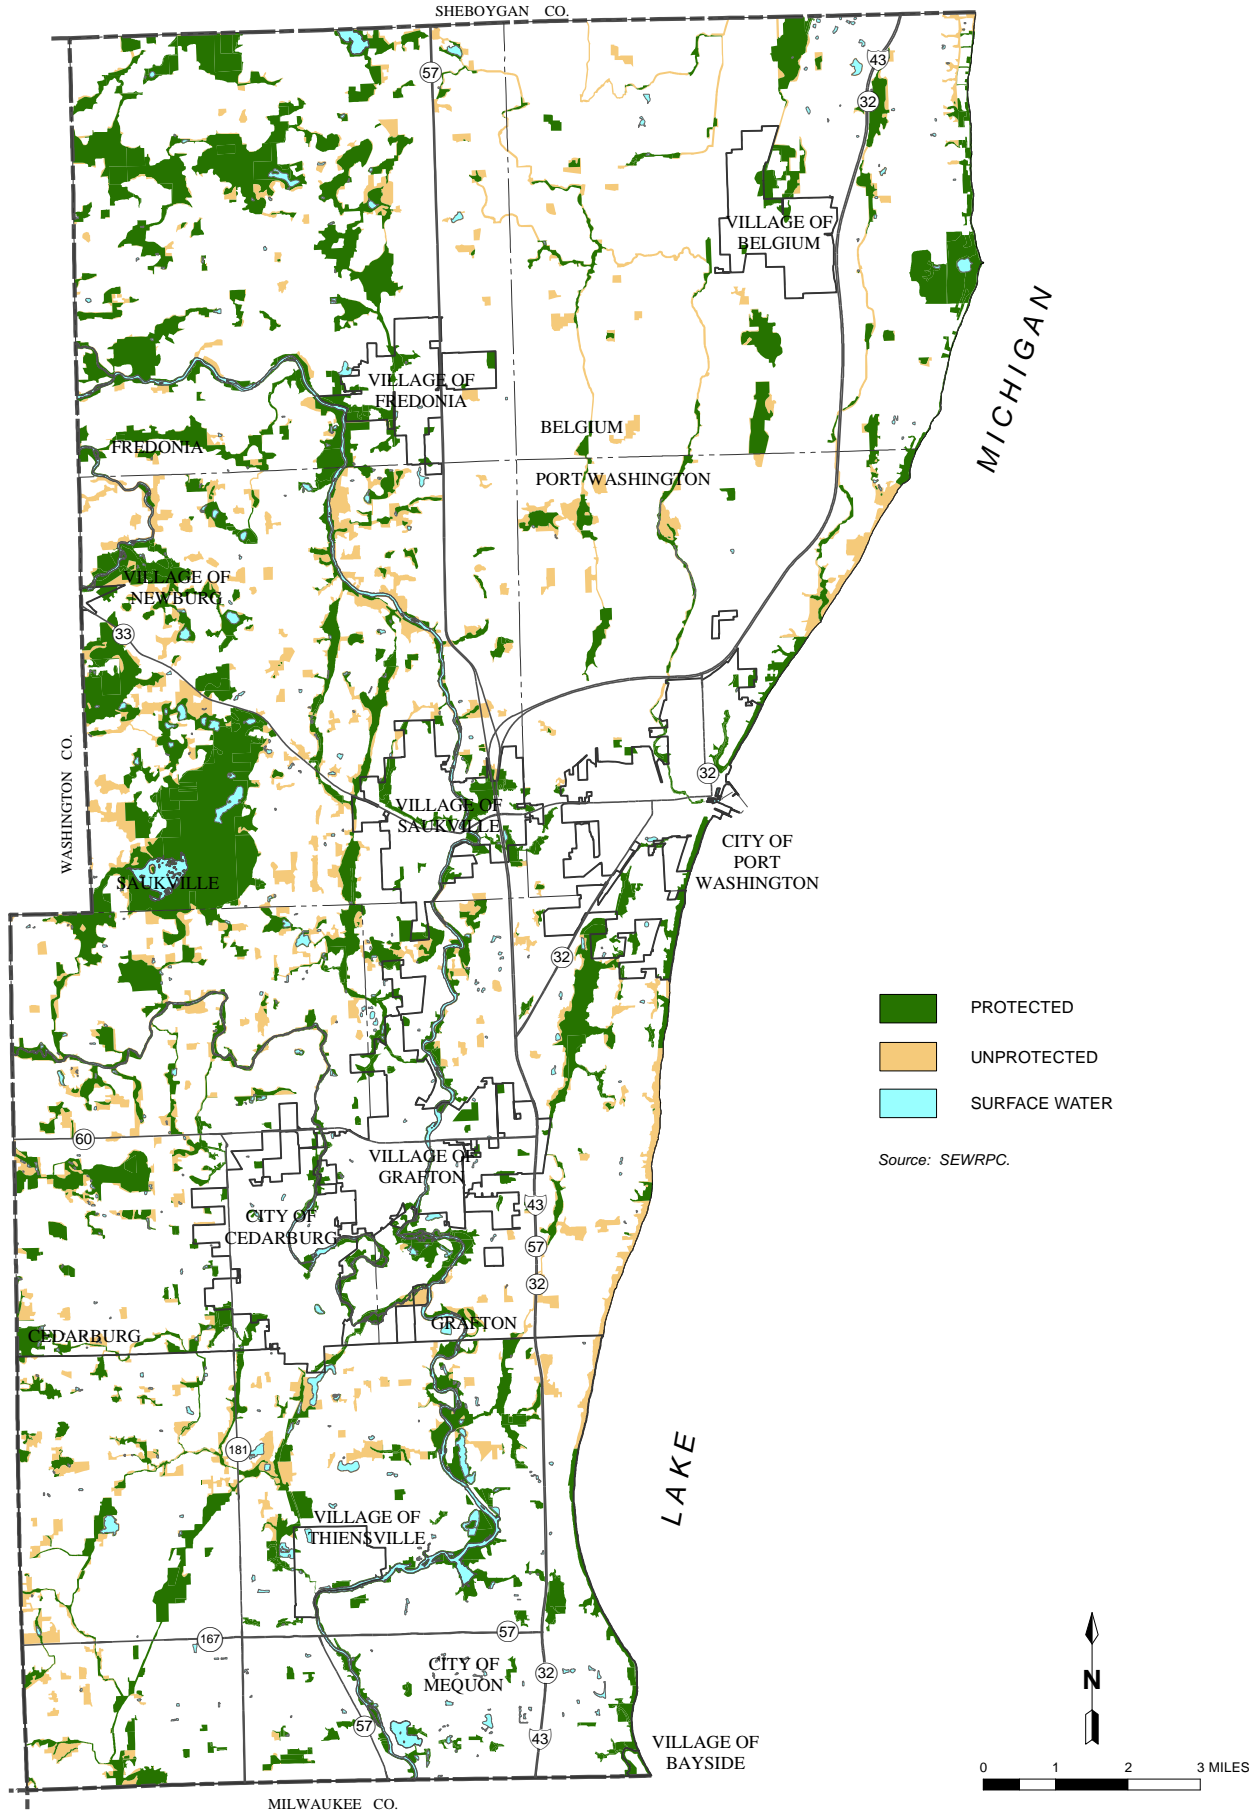 SHEBOYGAN CO.
57
43
32
VILLAGE OF
BELGIUM
MICHIGAN
VILLAGE OF
FREDONIA
BELGIUM
FREDONIA
PORT WASHINGTON
VILLAGE OF
NEWBURG
33
WASHINGTON CO.
32
VILLAGE OF
SAUKVILLE
CITY OF
PORT
WASHINGTON
SAUKVILLE
32
PROTECTED
UNPROTECTED
SURFACE WATER
Source: SEWRPC.
60
VILLAGE OF
GRAFTON
43
CITY OF
CEDARBURG
57
32
GRAFTON
CEDARBURG
LAKE
181
VILLAGE OF
THIENSVILLE
167
57
CITY OF
MEQUON
32
N
57
43
VILLAGE OF
BAYSIDE
0 1 2 3 MILES
MILWAUKEE CO.